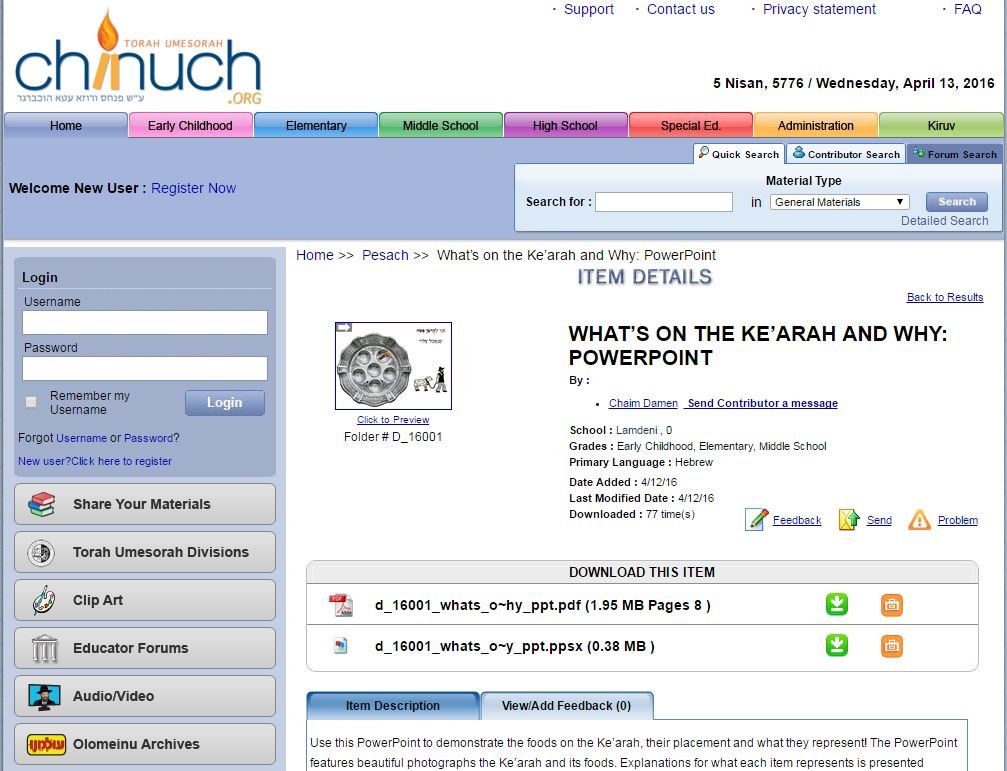 · Support · Contact us · Privacy statement · FAQ
TORAH UMESORAH
chinuch
.ORG
ע"ש פנחס ורוזא עטא הוכברגר
5 Nisan, 5776 / Wednesday, April 13, 2016
Home Early Childhood Elementary Middle School High School Special Ed. Administration Kiruv
Quick Search Contributor Search Forum Search
Welcome New User : Register Now
Material Type
Search for : in General Materials Search
Detailed Search
Home >> Pesach >> What’s on the Ke’arah and Why: PowerPoint
ITEM DETAILS
Back to Results
Login
Username
Password
Remember my
Username
Login
Forgot Username or Password?
New user?Click here to register
Share Your Materials
Torah Umesorah Divisions
Clip Art
Educator Forums
Audio/Video
Olomeinu Archives
Click to Preview
Folder # D_16001
WHAT’S ON THE KE’ARAH AND WHY:
POWERPOINT
By :
• Chaim Damen Send Contributor a message
School : Lamdeni , 0
Grades : Early Childhood, Elementary, Middle School
Primary Language : Hebrew
Date Added : 4/12/16
Last Modified Date : 4/12/16
Downloaded : 77 time(s)
Feedback Send Problem
DOWNLOAD THIS ITEM
PDF
d_16001_whats_o~hy_ppt.pdf (1.95 MB Pages 8 )
d_16001_whats_o~y_ppt.ppsx (0.38 MB )
Item Description View/Add Feedback (0)
Use this PowerPoint to demonstrate the foods on the Ke’arah, their placement and what they represent! The PowerPoint
features beautiful photographs the Ke’arah and its foods. Explanations for what each item represents is presented